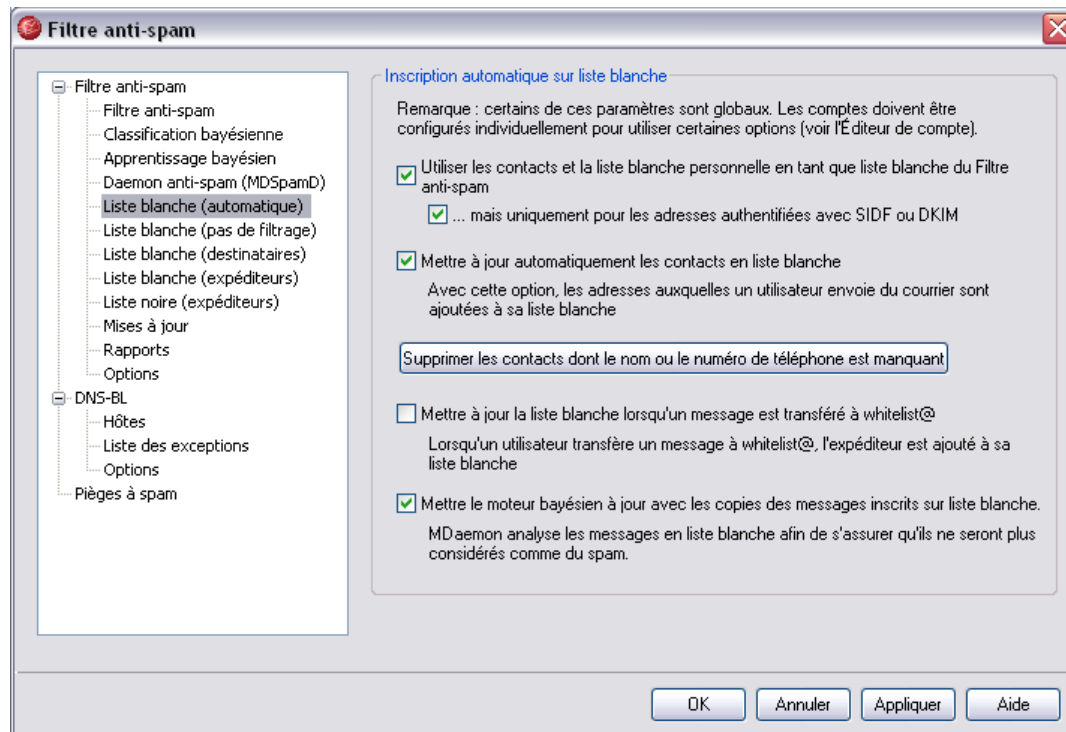 Filtre anti-spam
Filtre anti-spam
Filtre anti-spam
Classification bayésienne
Apprentissage bayésien
Daemon anti-spam (MDSpamD)
Liste blanche (automatique)
Liste blanche (pas de filtrage)
Liste blanche (destinataires)
Liste blanche (expéditeurs)
Liste noire (expéditeurs)
Mises à jour
Rapports
Options
DNS-BL
Hôtes
Liste des exceptions
Options
Pièges à spam
Inscription automatique sur liste blanche
Remarque : certains de ces paramètres sont globaux. Les comptes doivent être
configurés individuellement pour utiliser certaines options (voir l'Éditeur de compte).
Utiliser les contacts et la liste blanche personnelle en tant que liste blanche du Filtre
anti-spam
... mais uniquement pour les adresses authentifiées avec SIDF ou DKIM
Mettre à jour automatiquement les contacts en liste blanche
Avec cette option, les adresses auxquelles un utilisateur envoie du courrier sont
ajoutées à sa liste blanche
Supprimer les contacts dont le nom ou le numéro de téléphone est manquant
Mettre à jour la liste blanche lorsqu'un message est transféré à whitelist@
Lorsqu'un utilisateur transfère un message à whitelist@, l'expéditeur est ajouté à sa
liste blanche
Mettre le moteur bayésien à jour avec les copies des messages inscrits sur liste blanche.
MDaemon analyse les messages en liste blanche afin de s'assurer qu'ils ne seront plus
considérés comme du spam.
OK
Annuler
Appliquer
Aide